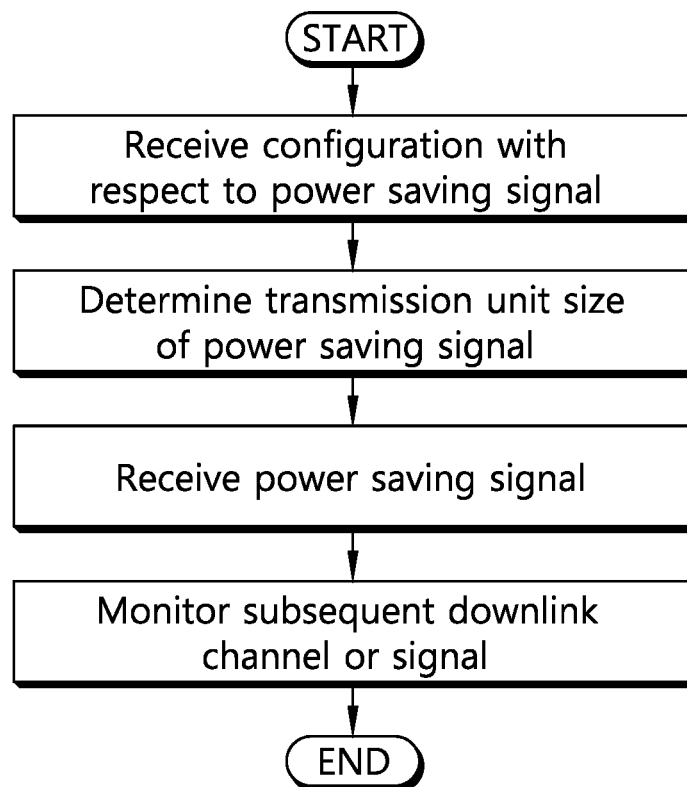 START
Receive configuration with
respect to power saving signal
Determine transmission unit size
of power saving signal
Receive power saving signal
Monitor subsequent downlink
channel or signal
END